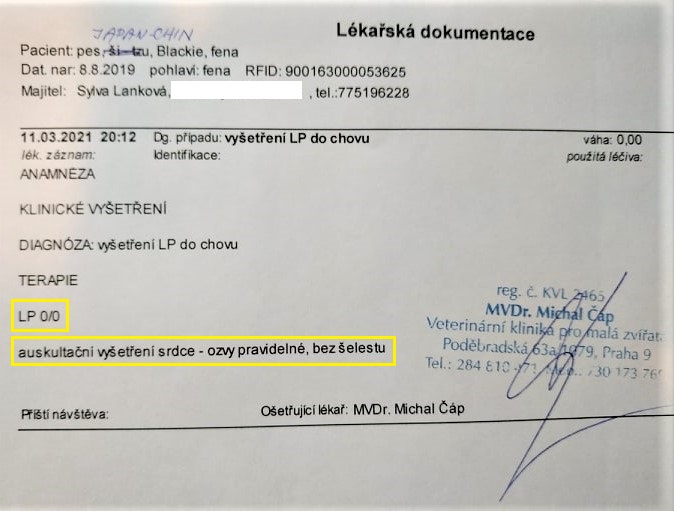 Lékařská dokumentace
JAPAN-CHIN
Pacient: pes, ši-tzu, Blackie, fena
Dat. nar: 8.8.2019 pohlaví: fena RFID: 900163000053625
Majitel: Sylva Lanková, , tel.:775196228
11.03.2021 20:12 Dg. případu: vyšetření LP do chovu váha: 0,00
lék. záznam: Identifikace: použitá léčiva:
ANAMNÉZA
KLINICKÉ VYŠETŘENÍ
DIAGNÓZA: vyšetření LP do chovu
TERAPIE
LP 0/0
auskultační vyšetření srdce - ozvy pravidelné, bez šelestu
reg. č. KVL 2465
MVDr. Michal Čáp
Veterinární klinika pro malá zvířata
Poděbradská 63a/1079, Praha 9
Tel.: 284 810
Příští návštěva: Ošetřující lékař: MVDr. Michal Čáp